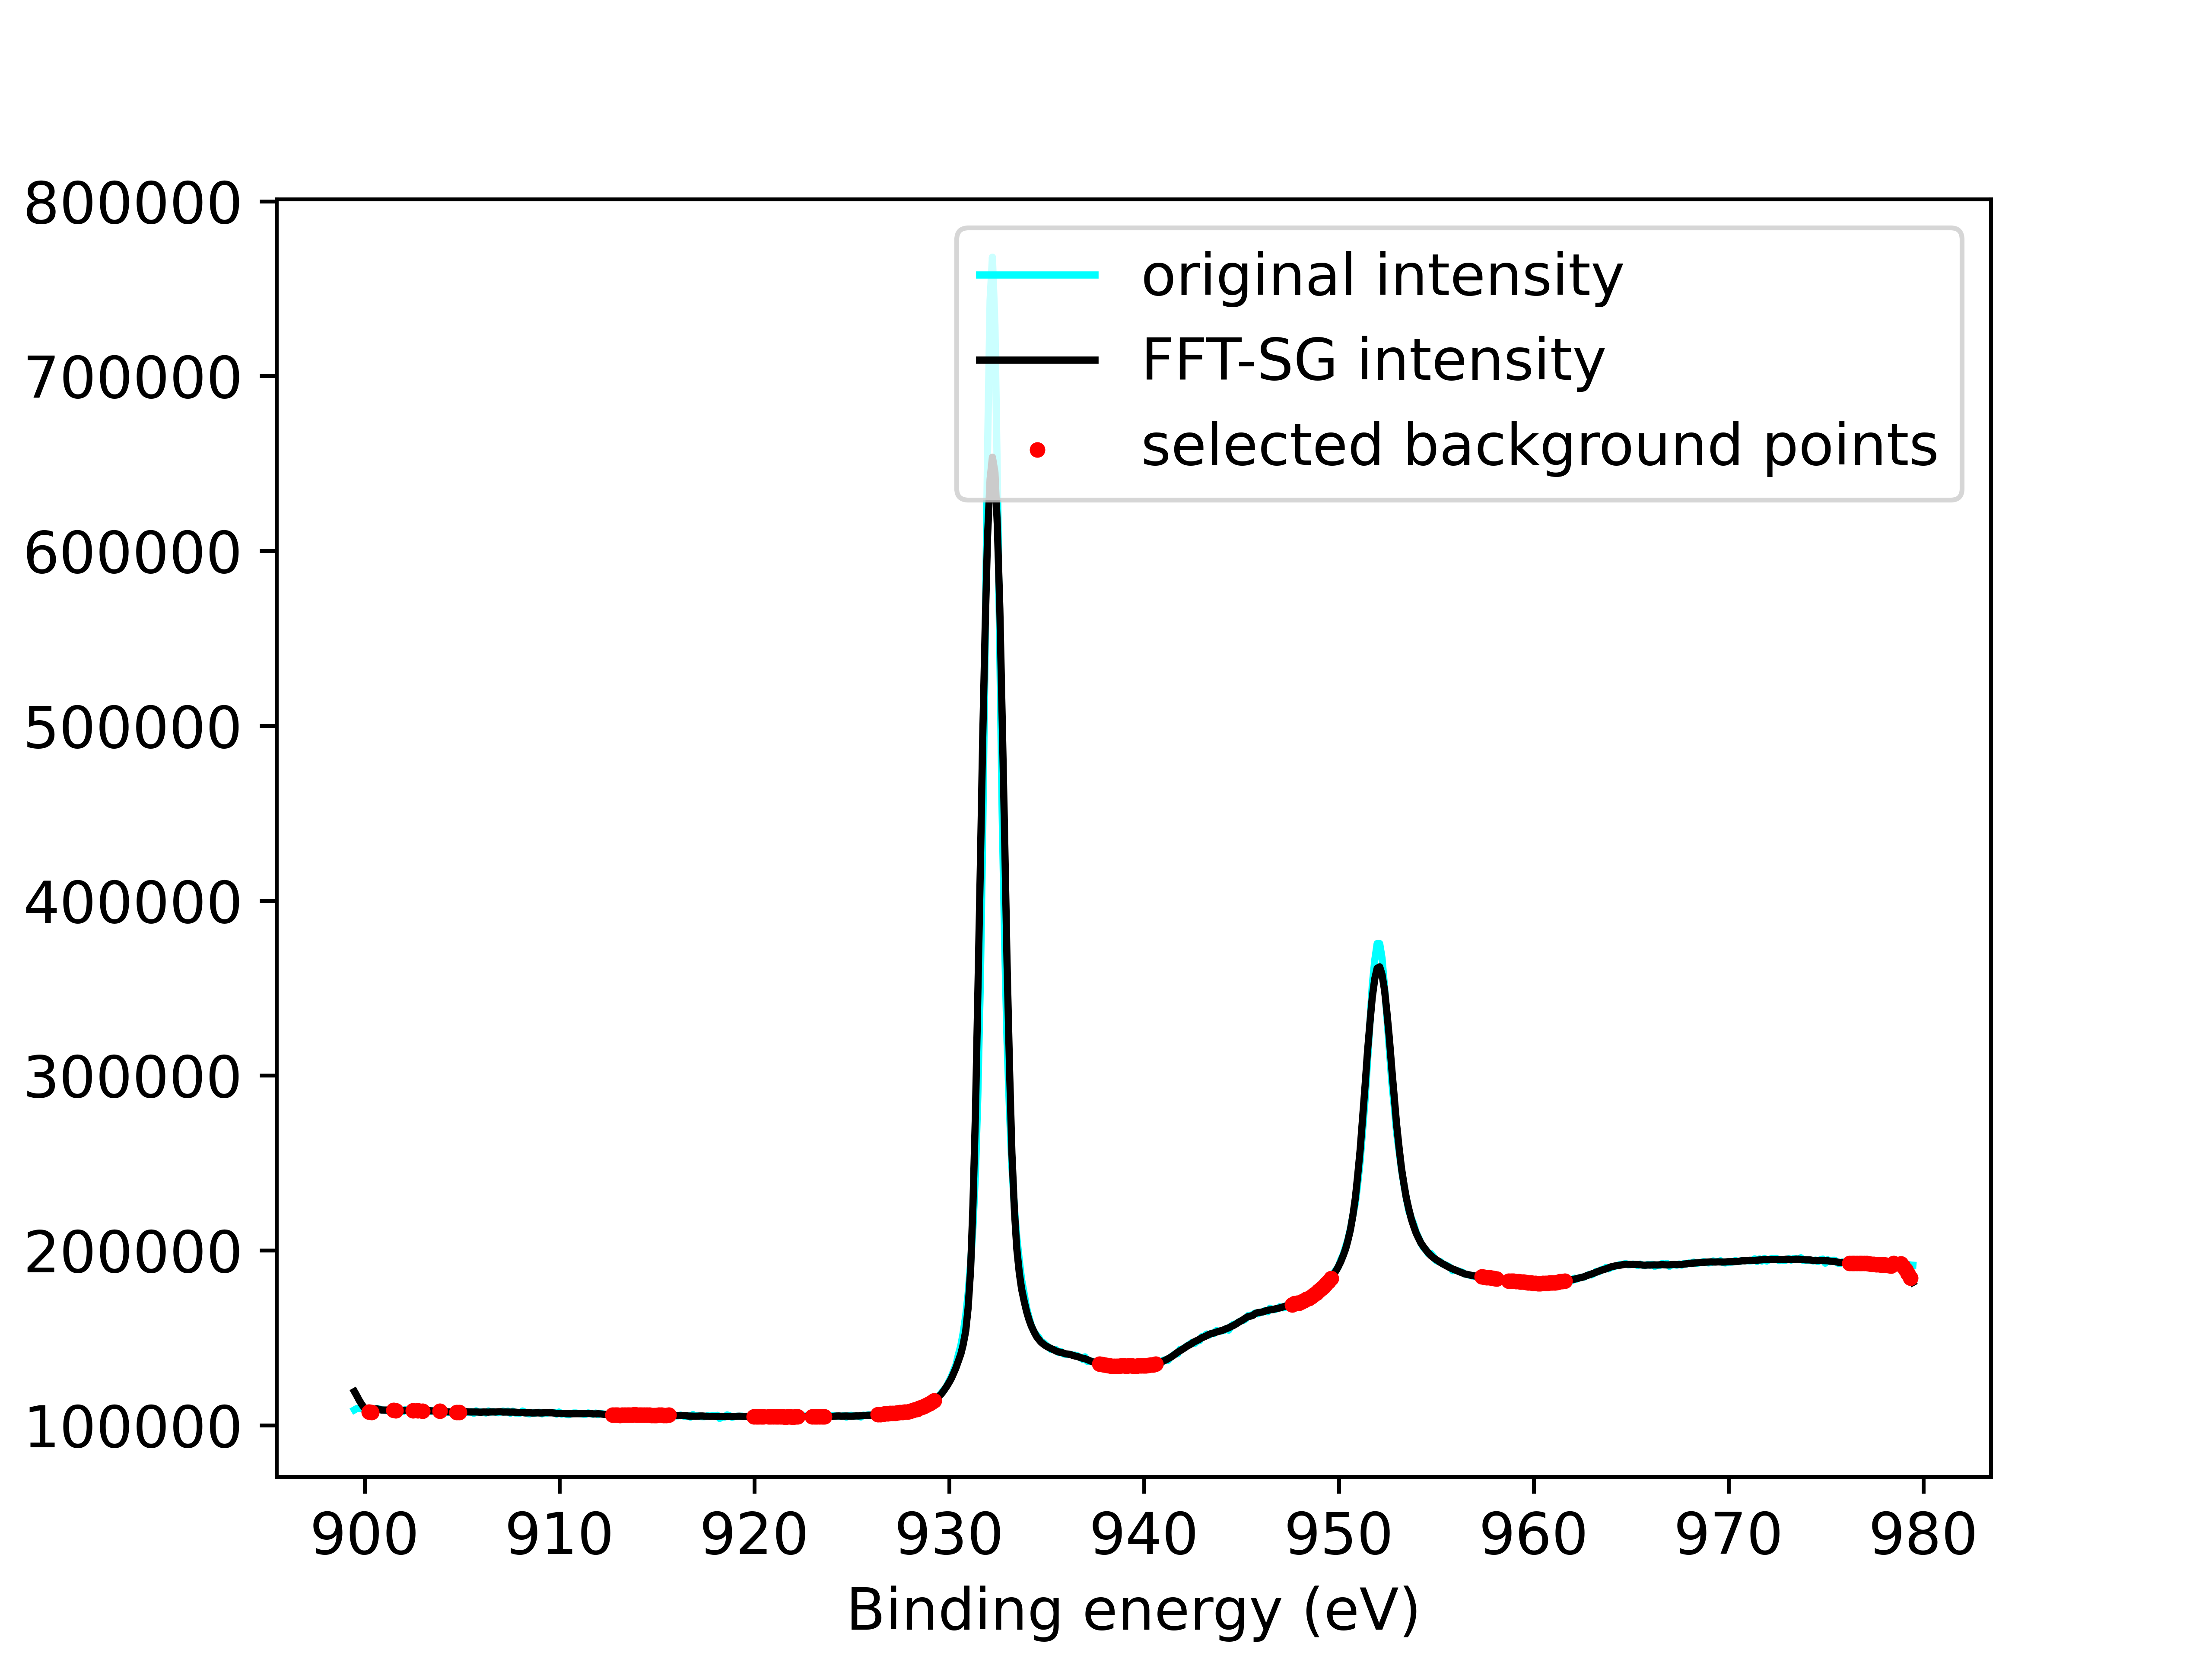 800000
700000
600000
500000
400000
300000
200000
100000
original intensity
FFT-SG intensity
selected background points
900 910 920 930 940 950 960 970 980
Binding energy (eV)